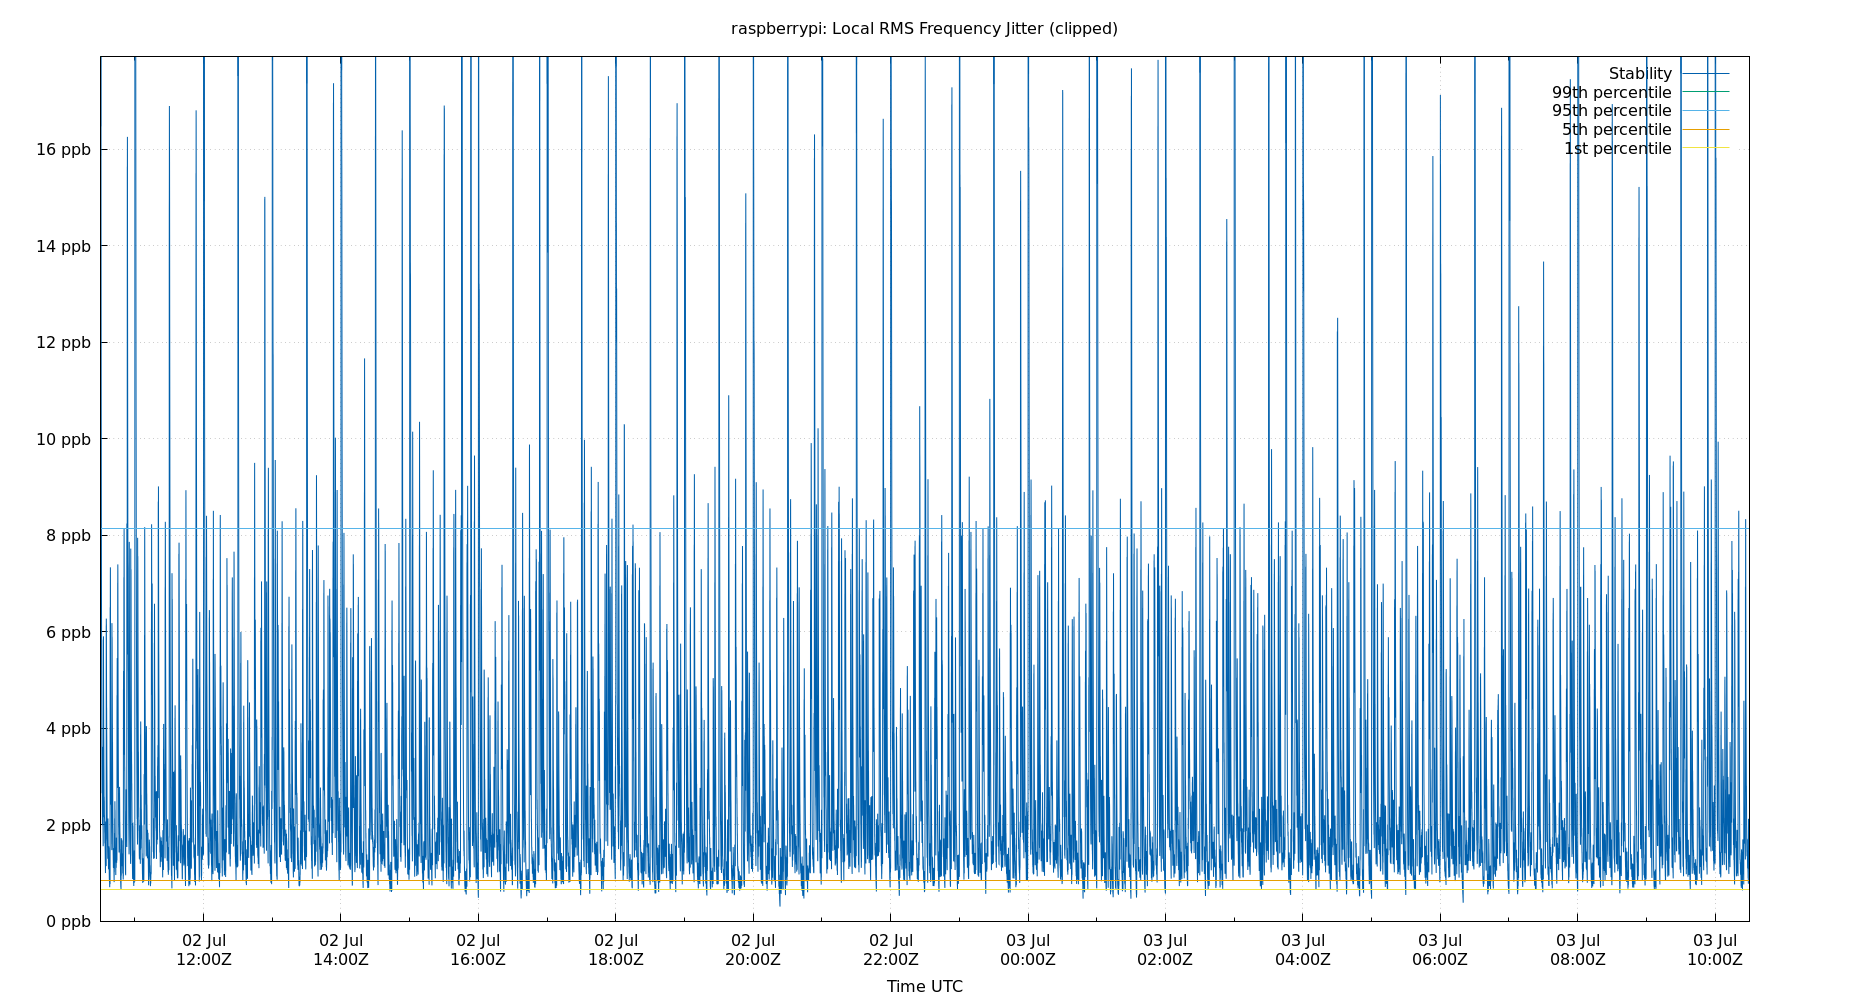 raspberrypi: Local RMS Frequency Jitter (clipped)
Stability
99th percentile
95th percentile
5th percentile
1st percentile
16 ppb
14 ppb
12 ppb
10 ppb
8 ppb
6 ppb
4 ppb
2 ppb
0 ppb
02 Jul 02 Jul 02 Jul 02 Jul 02 Jul 02 Jul 03 Jul 03 Jul 03 Jul 03 Jul 03 Jul 03 Jul
12:00Z 14:00Z 16:00Z 18:00Z 20:00Z 22:00Z 00:00Z 02:00Z 04:00Z 06:00Z 08:00Z 10:00Z
Time UTC